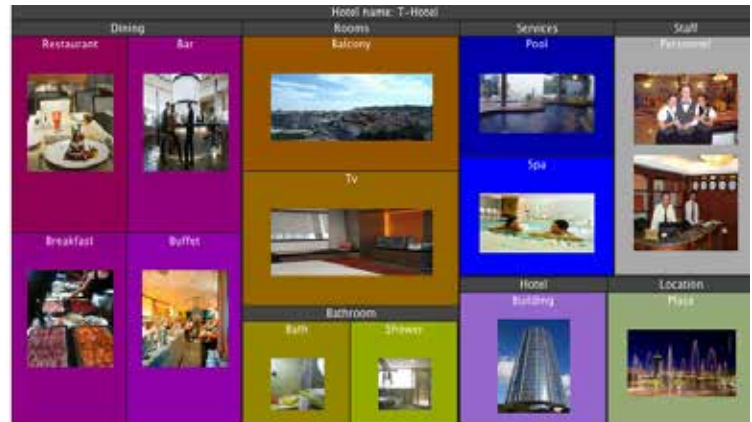 Hotel name: T-Hotel
Dining
Rooms
Services
Staff
Restaurant
Bar
Balcony
Pool
Personnel
Tv
Spa
Breakfast
Buffet
Hotel
Location
Building
Plaza
Bathroom
Bath
Shower